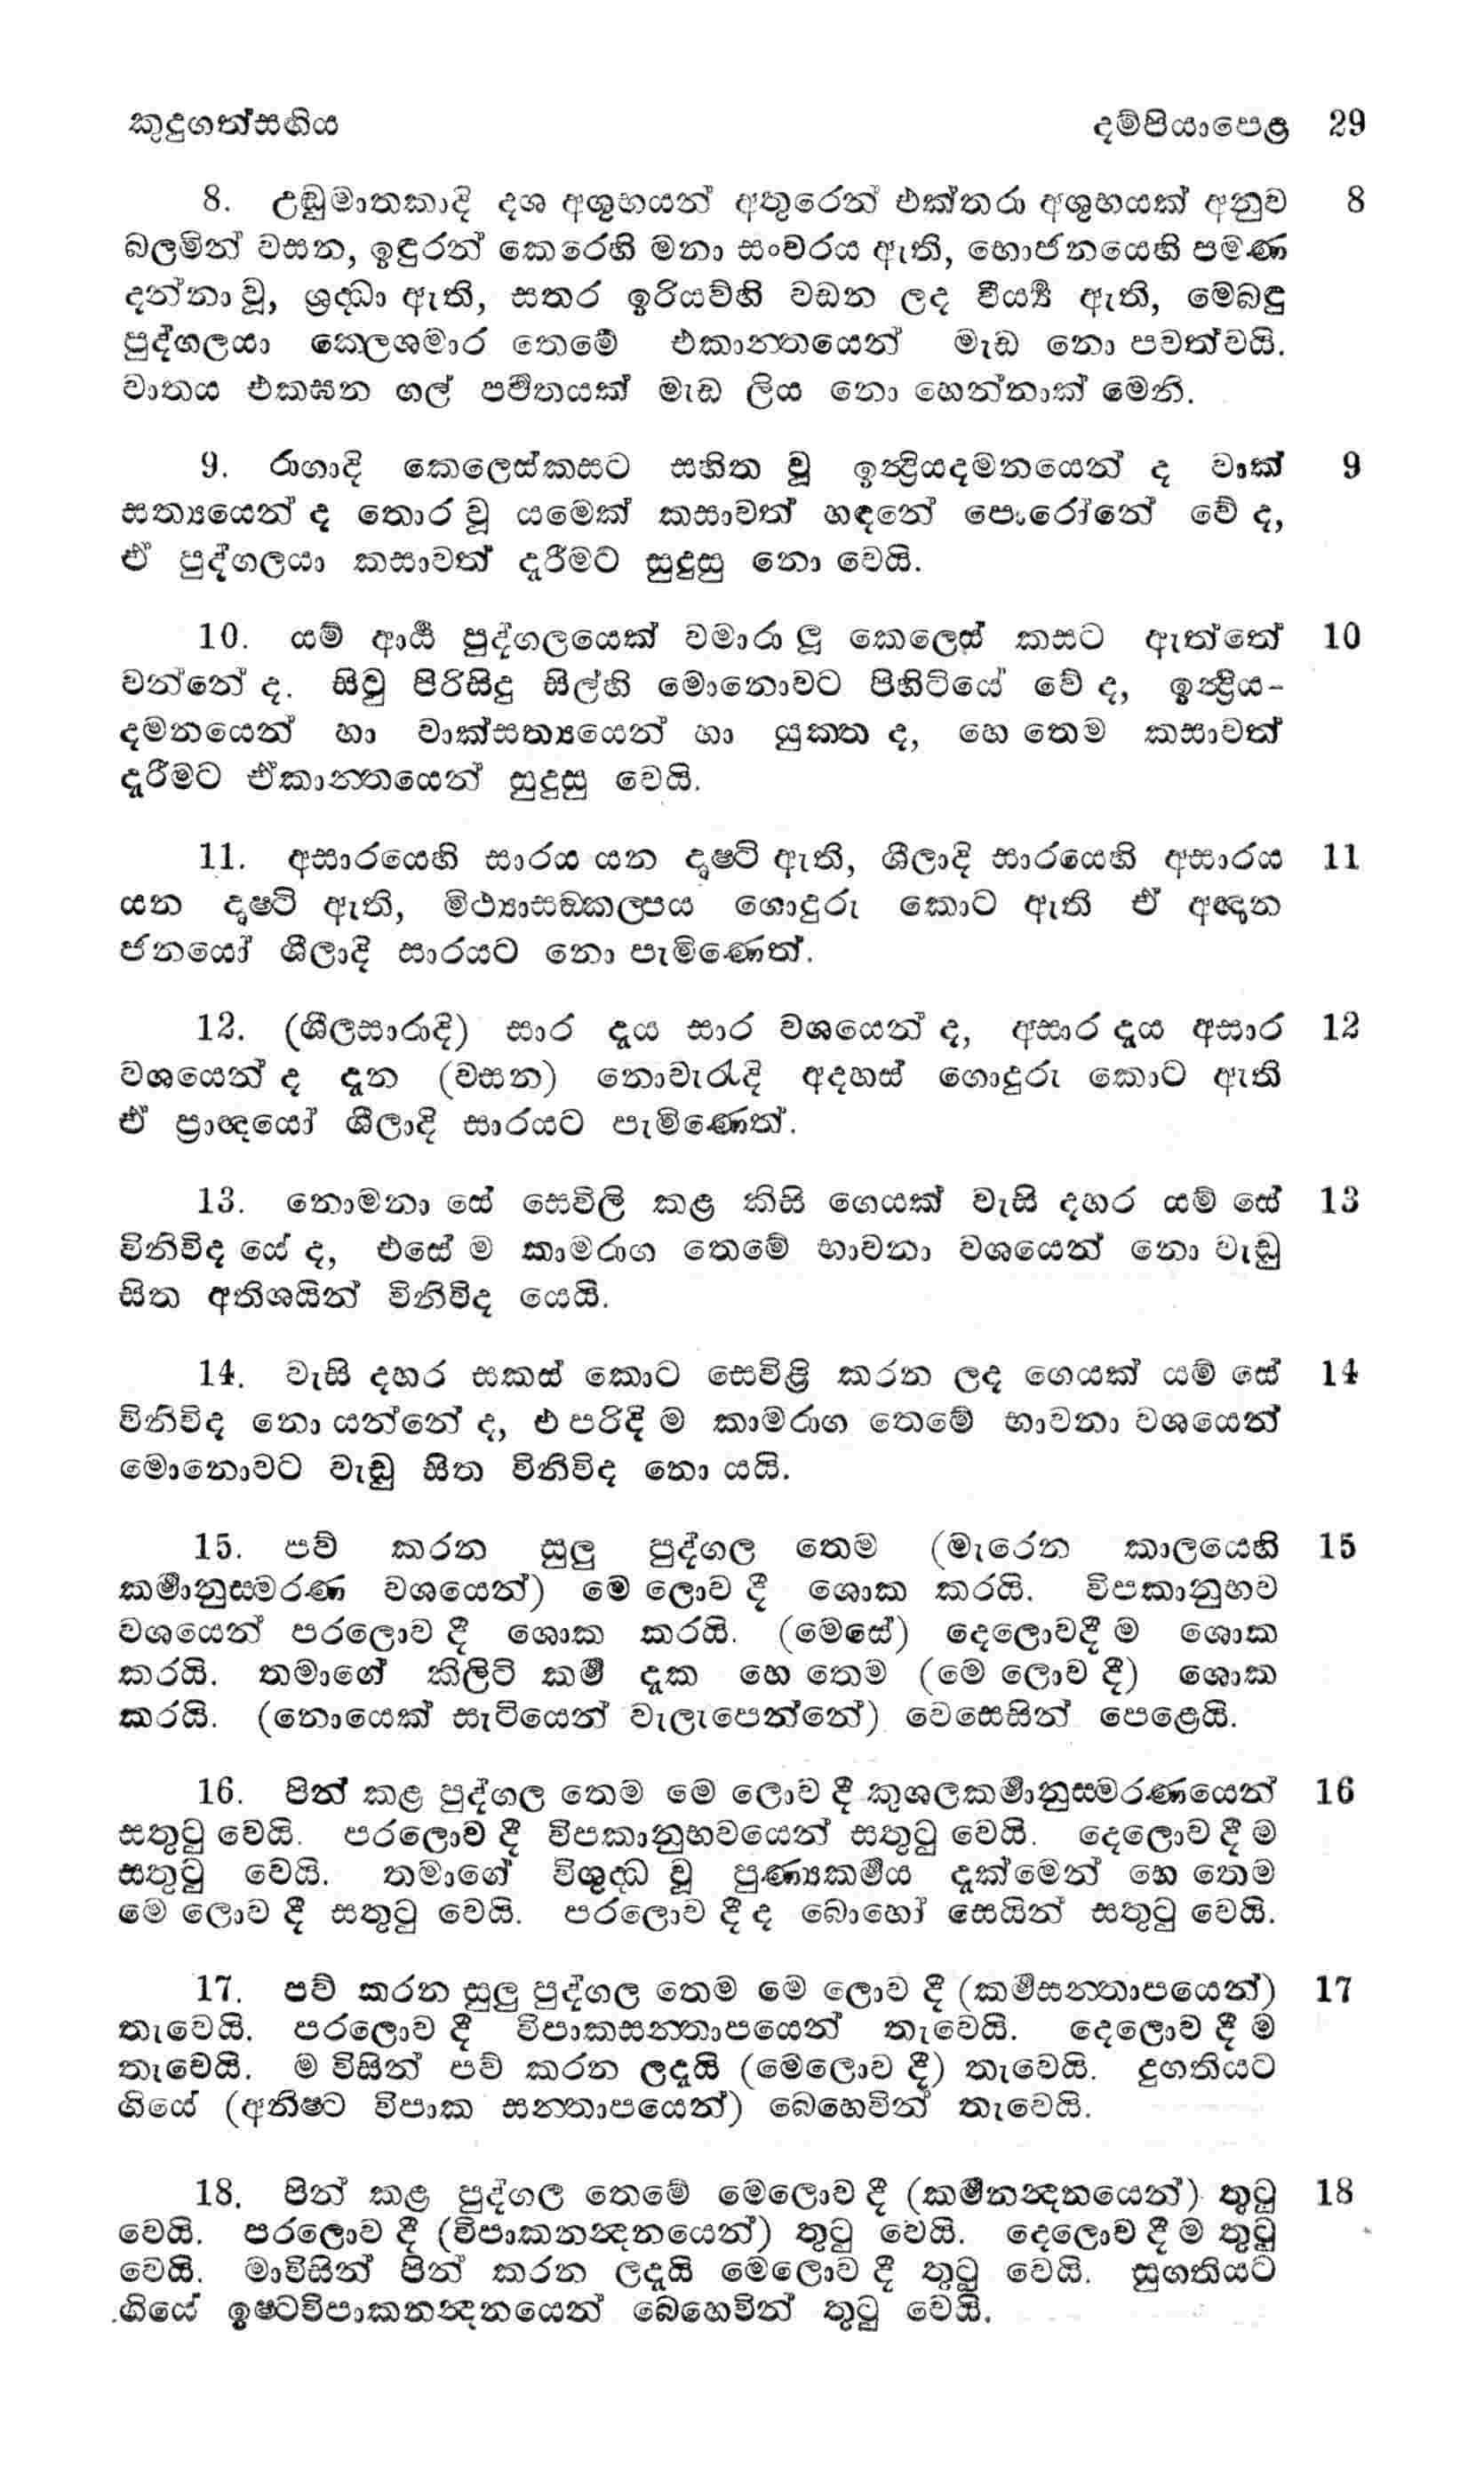 කුදුගත්සඟිය දම්පියාපෙළ 29
8. උඩුමාතකාදි දශ අශුභයන් අතුරෙන් එක්තරා අශුභයක් අනුව 8
බලමින් වසන, ඉඳුරන් කෙරෙහි මනා සංවරය ඇති, භොජනයෙහි පමණ
දන්නා වූ, ශ්‍රද්ධා ඇති, සතර ඉරියව්හි වඩන ලද වීර්‍ය්‍ය ඇති, මෙබඳු
පුද්ගලයා ක්ලෙශමාර තෙමේ එකාන්තයෙන් මැඩ නො පවත්වයි.
වාතය එකඝන ගල් පර්‍වතයක් මැඩ ලිය නො හෙන්නාක් මෙනි.
9. රාගාදි කෙලෙස්කසට සහිත වූ ඉන්‍ද්‍රියදමනයෙන් ද වාක් 9
සත්‍යයෙන් ද තොර වූ යමෙක් කසාවත් හඳනේ පොරෝනේ වේ ද,
ඒ පුද්ගලයා කසාවත් දැරීමට සුදුසු නො වෙයි.
10. යම් ආර්‍ය්‍ය පුද්ගලයෙක් වමාරා ලූ කෙලෙස් කසට ඇත්තේ 10
වන්නේ ද. සිවු පිරිසිදු සිල්හි මොනොවට පිහිටියේ වේ ද, ඉන්‍ද්‍රිය-
දමනයෙන් හා වාක්සත්‍යයෙන් හා යුක්ත ද, හෙ තෙම කසාවත්
දැරීමට ඒකාන්තයෙන් සුදුසු වෙයි.
11. අසාරයෙහි සාරය යන දෘෂ්ටි ඇති, ශීලාදි සාරයෙහි අසාරය 11
යන දෘෂ්ටි ඇති, මිථ්‍යාසඞ්කල්පය ගොදුරු කොට ඇති ඒ අඥාන
ජනයෝ ශීලාදි සාරයට නො පැමිණෙත්.
12. (ශීලසාරාදි) සාර දෑය සාර වශයෙන් ද, අසාර දෑය අසාර 12
වශයෙන් ද දැන (වසන) නොවැරැදි අදහස් ගොදුරු කොට ඇති
ඒ ප්‍රාඥයෝ ශීලාදි සාරයට පැමිණෙත්.
13. නොමනා සේ සෙවිලි කළ කිසි ගෙයක් වැසි දහර යම් සේ 13
විනිවිද යේ ද, එසේ ම කාමරාග තෙමේ භාවනා වශයෙන් නො වැඩූ
සිත අතිශයින් විනිවිද යෙයි.
14. වැසි දහර සකස් කොට සෙවිළි කරන ලද ගෙයක් යම් සේ 14
විනිවිද නො යන්නේ ද, එ පරිදි ම කාමරාග තෙමේ භාවනා වශයෙන්
මොනොවට වැඩූ සිත විනිවිද නො යයි.
15. පව් කරන සුලු පුද්ගල තෙම (මැරෙන කාලයෙහි 15
කර්‍මානුස්මරණ වශයෙන්) මෙ ලොව දී ශොක කරයි. විපකානුභව
වශයෙන් පරලොව දී ශොක කරයි. (මෙසේ) දෙලොවදී ම ශොක
කරයි. තමාගේ කිලිටි කර්‍ම දැක හෙ තෙම (මෙ ලොව දී) ශොක
කරයි. (නොයෙක් සැටියෙන් වැලැපෙන්නේ) වෙසෙසින් පෙළෙයි.
16. පින් කළ පුද්ගල තෙම මෙ ලොව දී කුශලකර්‍මානුස්මරණයෙන් 16
සතුටු වෙයි. පරලොව දී විපකානුභවයෙන් සතුටු වෙයි. දෙලොව දී ම
සතුටු වෙයි. තමාගේ විශුද්ධ වූ පුණ්‍යකර්‍මය දැක්මෙන් හෙ තෙම
මෙ ලොව දී සතුටු වෙයි. පරලොව දී ද බොහෝ සෙයින් සතුටු වෙයි.
17. පව් කරන සුලු පුද්ගල තෙම මෙ ලොව දී (කර්‍මසන්තාපයෙන්) 17
තැවෙයි. පරලොව දී විපාකසන්තාපයෙන් තැවෙයි. දෙලොව දී ම
තැවෙයි. ම විසින් පව් කරන ලදැයි (මෙලොව දී) තැවෙයි. දුගතියට
ගියේ (අනිෂ්ට විපාක සන්තාපයෙන්) බෙහෙවින් තැවෙයි.
18. පින් කළ පුද්ගල තෙමේ මෙලොව දී (කර්‍මනන්‍දනයෙන්) තුටු 18
වෙයි. පරලොව දී (විපාකනන්‍දනයෙන්) තුටු වෙයි. දෙලොව දී ම තුටු
වෙයි. මාවිසින් පින් කරන ලදැයි මෙලොව දී තුටු වෙයි. සුගතියට
ගියේ ඉෂ්ටවිපාකනන්‍දනයෙන් බෙහෙවින් තුටු වෙයි.